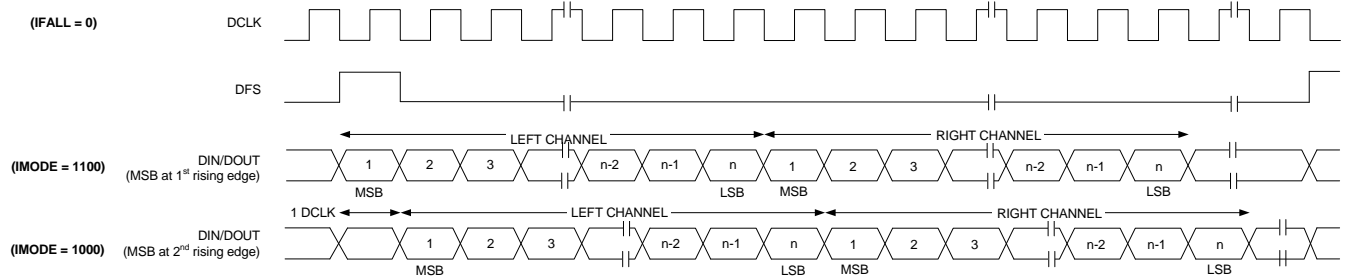 (IFALL = 0) DCLK
DFS
LEFT CHANNEL RIGHT CHANNEL
(IMODE = 1100) DIN/DOUT 1 2 3 n-2 n-1 n 1 2 3 n-2 n-1 n
(MSB at 1st rising edge)
MSB LSB MSB LSB
1 DCLK LEFT CHANNEL RIGHT CHANNEL
(IMODE = 1000) DIN/DOUT 1 2 3 n-2 n-1 n 1 2 3 n-2 n-1 n
(MSB at 2nd rising edge)
MSB LSB MSB LSB